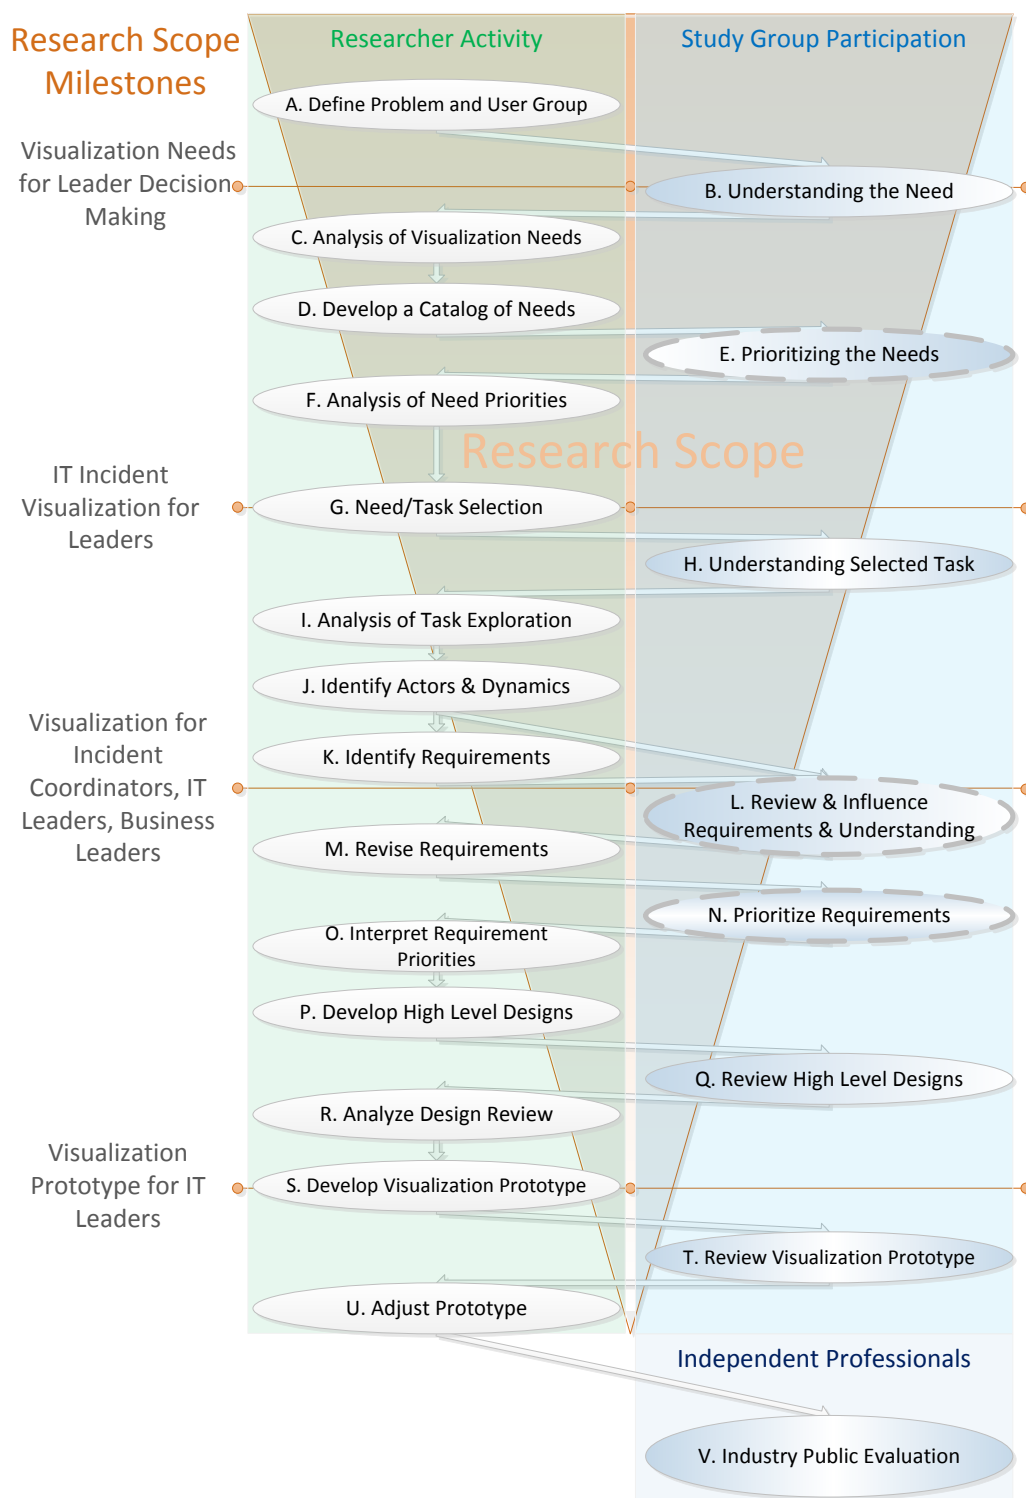 Research Scope
Milestones
Researcher Activity
Study Group Participation
A. Define Problem and User Group
Visualization Needs
for Leader Decision
Making
B. Understanding the Need
C. Analysis of Visualization Needs
D. Develop a Catalog of Needs
E. Prioritizing the Needs
F. Analysis of Need Priorities
Research Scope
IT Incident
Visualization for
Leaders
G. Need/Task Selection
H. Understanding Selected Task
I. Analysis of Task Exploration
J. Identify Actors & Dynamics
Visualization for
Incident
Coordinators, IT
Leaders, Business
Leaders
K. Identify Requirements
L. Review & Influence
Requirements & Understanding
M. Revise Requirements
N. Prioritize Requirements
O. Interpret Requirement
Priorities
P. Develop High Level Designs
Q. Review High Level Designs
R. Analyze Design Review
Visualization
Prototype for IT
Leaders
S. Develop Visualization Prototype
T. Review Visualization Prototype
U. Adjust Prototype
Independent Professionals
V. Industry Public Evaluation